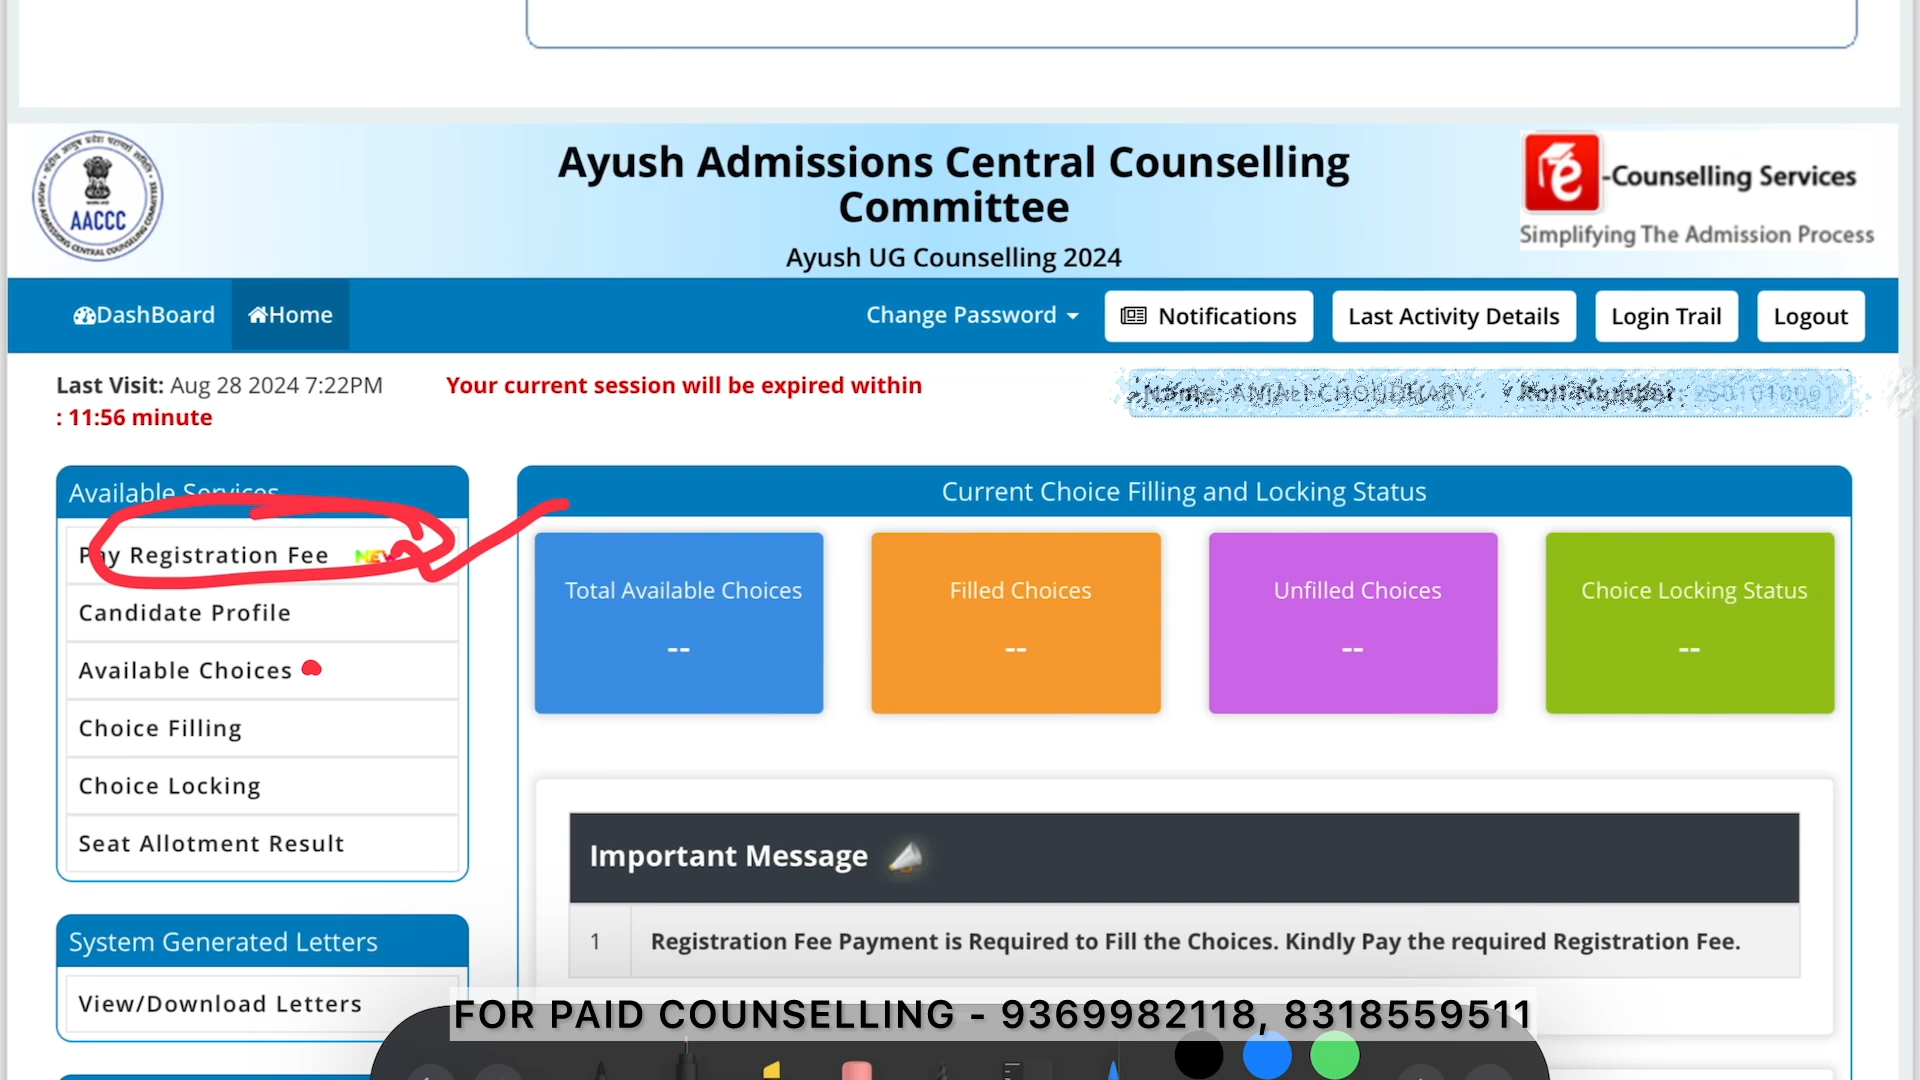 Ayush Admissions Central Counselling
Committee
Ayush UG Counselling 2024
AACCC
e-Counselling Services
Simplifying The Admission Process
DashBoard
Home
Change Password
Notifications
Last Activity Details
Login Trail
Logout
Last Visit: Aug 28 2024 7:22PM
Your current session will be expired within
: 11:56 minute
Available Services
Pay Registration Fee NEW
Candidate Profile
Available Choices
Choice Filling
Choice Locking
Seat Allotment Result
System Generated Letters
View/Download Letters
Current Choice Filling and Locking Status
Total Available Choices
--
Filled Choices
--
Unfilled Choices
--
Choice Locking Status
--
Important Message
1 Registration Fee Payment is Required to Fill the Choices. Kindly Pay the required Registration Fee.
FOR PAID COUNSELLING - 9369982118, 8318559511